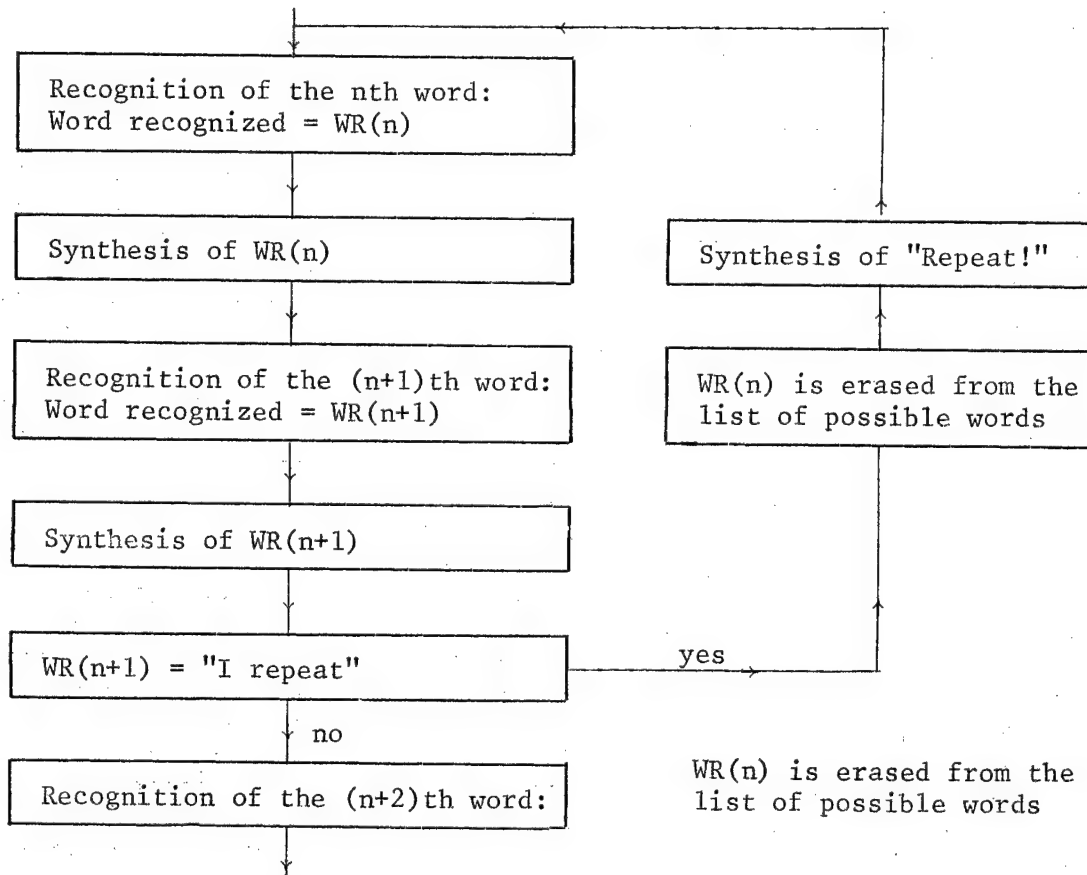 Recognition of the nth word:
Word recognized = WR(n)
Synthesis of WR(n)
Synthesis of "Repeat!"
Recognition of the (n+1)th word:
Word recognized = WR(n+1)
WR(n) is erased from the
list of possible words
Synthesis of WR(n+1)
WR(n+1) = "I repeat"
yes
no
Recognition of the (n+2)th word:
WR(n) is erased from the
list of possible words